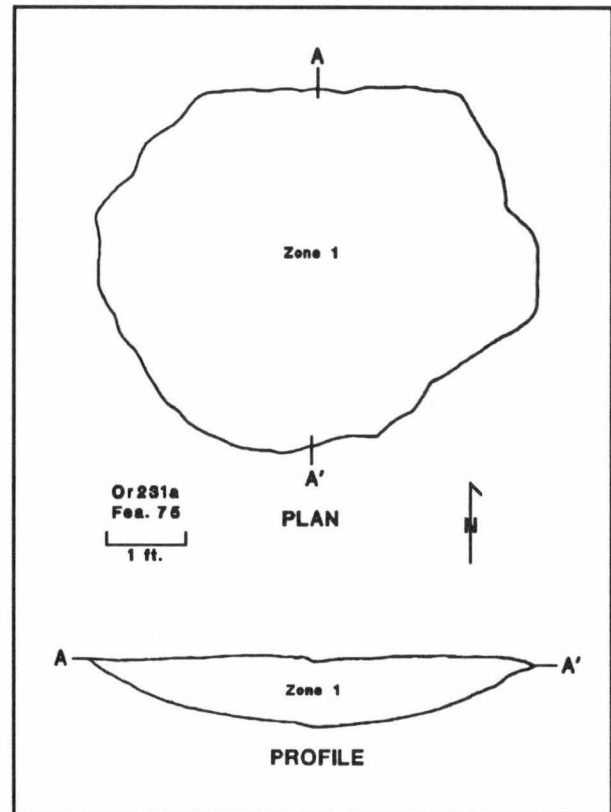 A
Zone 1
A'
Or231a
Fea. 75
1 ft.
PLAN
N
A
A'
Zone 1
PROFILE